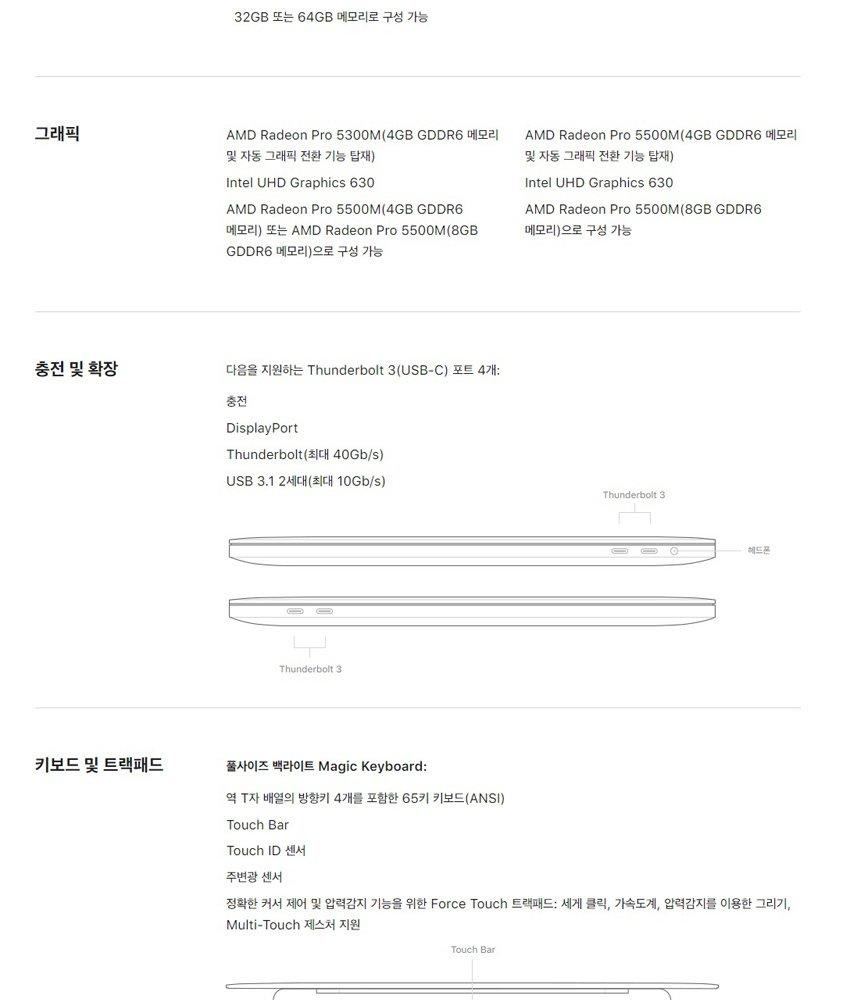 32GB 또는 64GB 메모리로 구성 가능
그래픽
AMD Radeon Pro 5300M(4GB GDDR6 메모리
및 자동 그래픽 전환 기능 탑재)
Intel UHD Graphics 630
AMD Radeon Pro 5500M(4GB GDDR6
메모리) 또는 AMD Radeon Pro 5500M(8GB
GDDR6 메모리)으로 구성 가능
AMD Radeon Pro 5500M(4GB GDDR6 메모리
및 자동 그래픽 전환 기능 탑재)
Intel UHD Graphics 630
AMD Radeon Pro 5500M(8GB GDDR6
메모리)으로 구성 가능
충전 및 확장
다음을 지원하는 Thunderbolt 3(USB-C) 포트 4개:
충전
DisplayPort
Thunderbolt(최대 40Gb/s)
USB 3.1 2세대(최대 10Gb/s)
Thunderbolt 3
헤드폰
Thunderbolt 3
키보드 및 트랙패드
풀사이즈 백라이트 Magic Keyboard:
역 T자 배열의 방향키 4개를 포함한 65키 키보드(ANSI)
Touch Bar
Touch ID 센서
주변광 센서
정확한 커서 제어 및 압력감지 기능을 위한 Force Touch 트랙패드: 세게 클릭, 가속도계, 압력감지를 이용한 그리기,
Multi-Touch 제스처 지원
Touch Bar